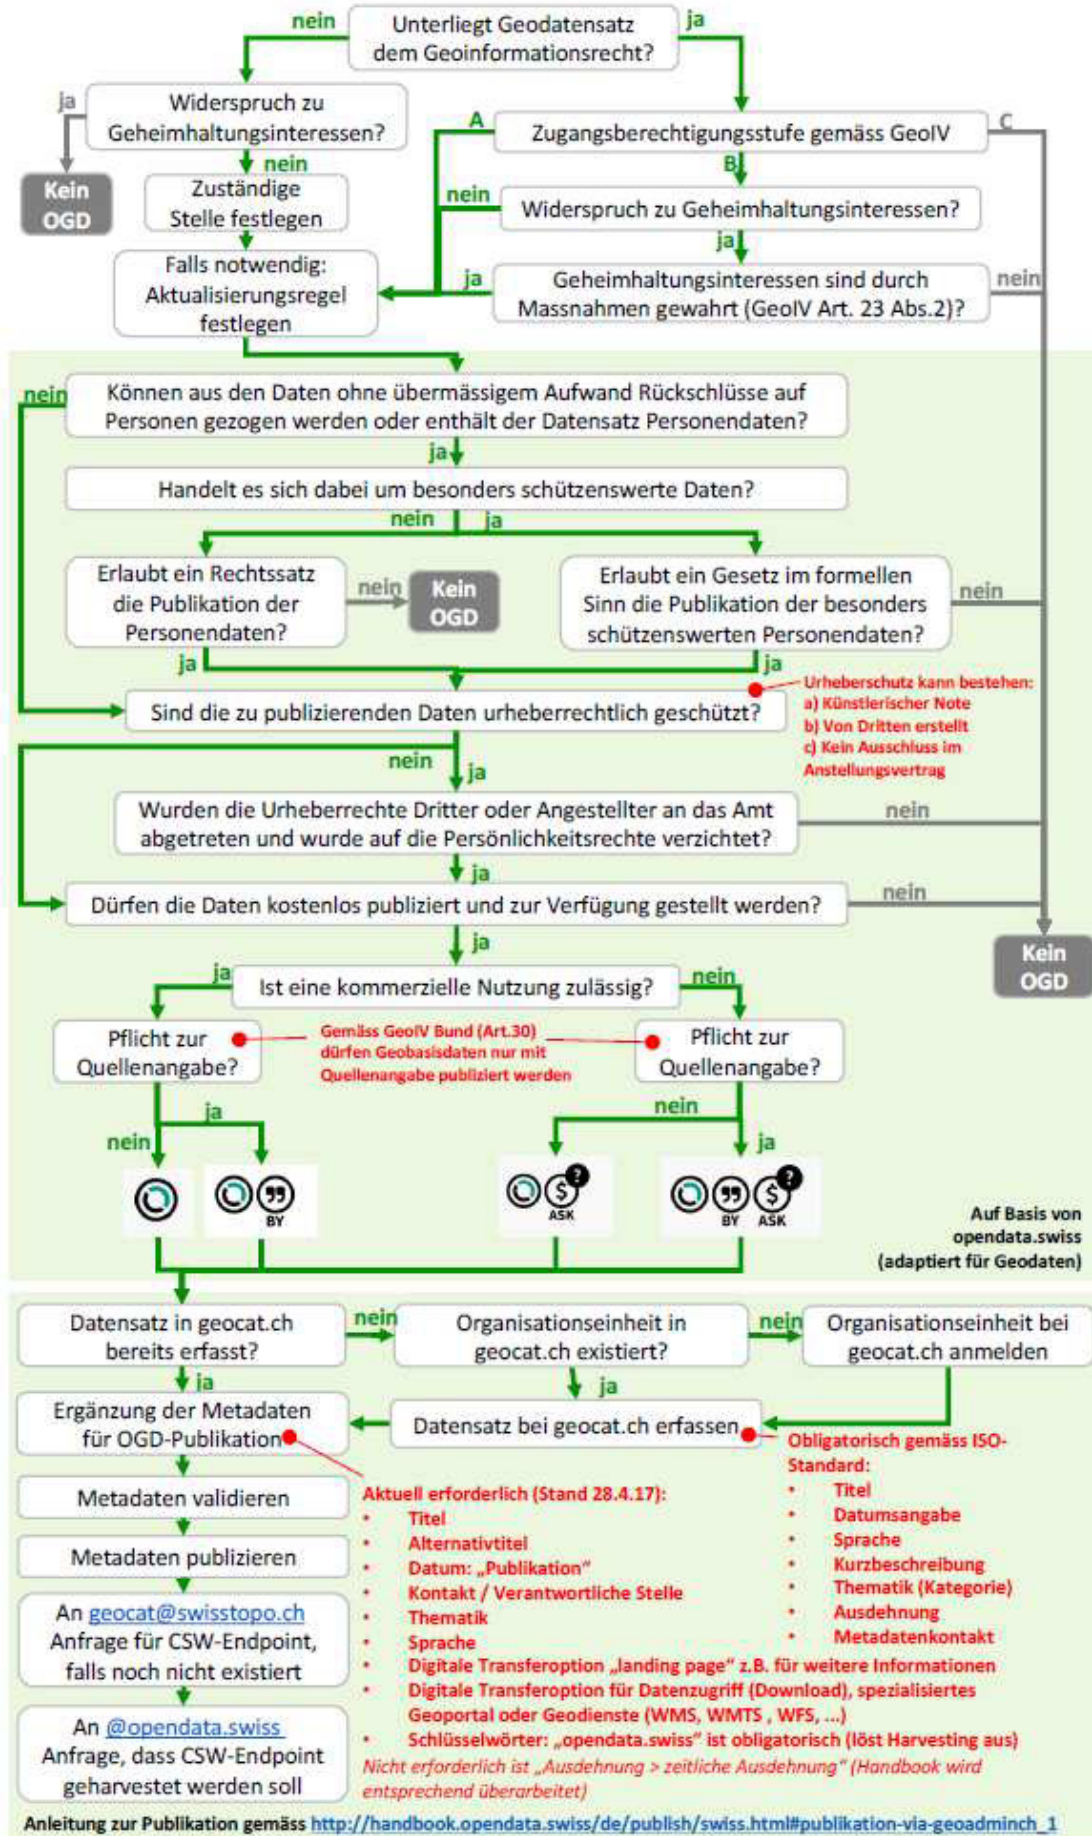 nein
Unterliegt Geodatensatz
dem Geoinformationsrecht?
ja
ja
Widerspruch zu
Geheimhaltungsinteressen?
nein
Kein
OGD
Zuständige
Stelle festlegen
Falls notwendig:
Aktualisierungsregel
festlegen
A
Zugangsberechtigungsstufe gemäss GeoIV
C
B
nein
Widerspruch zu Geheimhaltungsinteressen?
ja
ja
Geheimhaltungsinteressen sind durch
Massnahmen gewahrt (GeoIV Art. 23 Abs.2)?
nein
nein
Können aus den Daten ohne übermässigem Aufwand Rückschlüsse auf
Personen gezogen werden oder enthält der Datensatz Personendaten?
ja
Handelt es sich dabei um besonders schützenswerte Daten?
nein
ja
Erlaubt ein Rechtssatz
die Publikation der
Personendaten?
nein
Kein
OGD
Erlaubt ein Gesetz im formellen
Sinn die Publikation der besonders
schützenswerten Personendaten?
nein
ja
ja
Sind die zu publizierenden Daten urheberrechtlich geschützt?
Urheberschutz kann bestehen:
a) Künstlerischer Note
b) Von Dritten erstellt
c) Kein Ausschluss im
Anstellungsvertrag
nein
ja
Wurden die Urheberrechte Dritter oder Angestellter an das Amt
abgetreten und wurde auf die Persönlichkeitsrechte verzichtet?
nein
ja
Dürfen die Daten kostenlos publiziert und zur Verfügung gestellt werden?
nein
ja
Kein
OGD
ja
Ist eine kommerzielle Nutzung zulässig?
nein
Pflicht zur
Quellenangabe?
Gemäss GeoIV Bund (Art.30)
dürfen Geobasisdaten nur mit
Quellenangabe publiziert werden
Pflicht zur
Quellenangabe?
nein
ja
nein
ja
BY
$
?
ASK
BY
$
?
ASK
Auf Basis von
opendata.swiss
(adaptiert für Geodaten)
Datensatz in geocat.ch
bereits erfasst?
nein
Organisationseinheit in
geocat.ch existiert?
nein
Organisationseinheit bei
geocat.ch anmelden
ja
ja
Ergänzung der Metadaten
für OGD-Publikation
Datensatz bei geocat.ch erfassen
Metadaten validieren
Metadaten publizieren
An geocat@swisstopo.ch
Anfrage für CSW-Endpoint,
falls noch nicht existiert
An @opendata.swiss
Anfrage, dass CSW-Endpoint
geharvestet werden soll
Obligatorisch gemäss ISO-
Standard:
• Titel
• Datumsangabe
• Sprache
• Kurzbeschreibung
• Thematik (Kategorie)
• Ausdehnung
• Metadatenkontakt
Aktuell erforderlich (Stand 28.4.17):
• Titel
• Alternativtitel
• Datum: „Publikation“
• Kontakt / Verantwortliche Stelle
• Thematik
• Sprache
• Digitale Transferoption „landing page“ z.B. für weitere Informationen
• Digitale Transferoption für Datenzugriff (Download), spezialisiertes
Geoportal oder Geodienste (WMS, WMTS , WFS, ...)
• Schlüsselwörter: „opendata.swiss“ ist obligatorisch (löst Harvesting aus)
Nicht erforderlich ist „Ausdehnung > zeitliche Ausdehnung“ (Handbook wird
entsprechend überarbeitet)
Anleitung zur Publikation gemäss http://handbook.opendata.swiss/de/publish/swiss.html#publikation-via-geoadminch_1